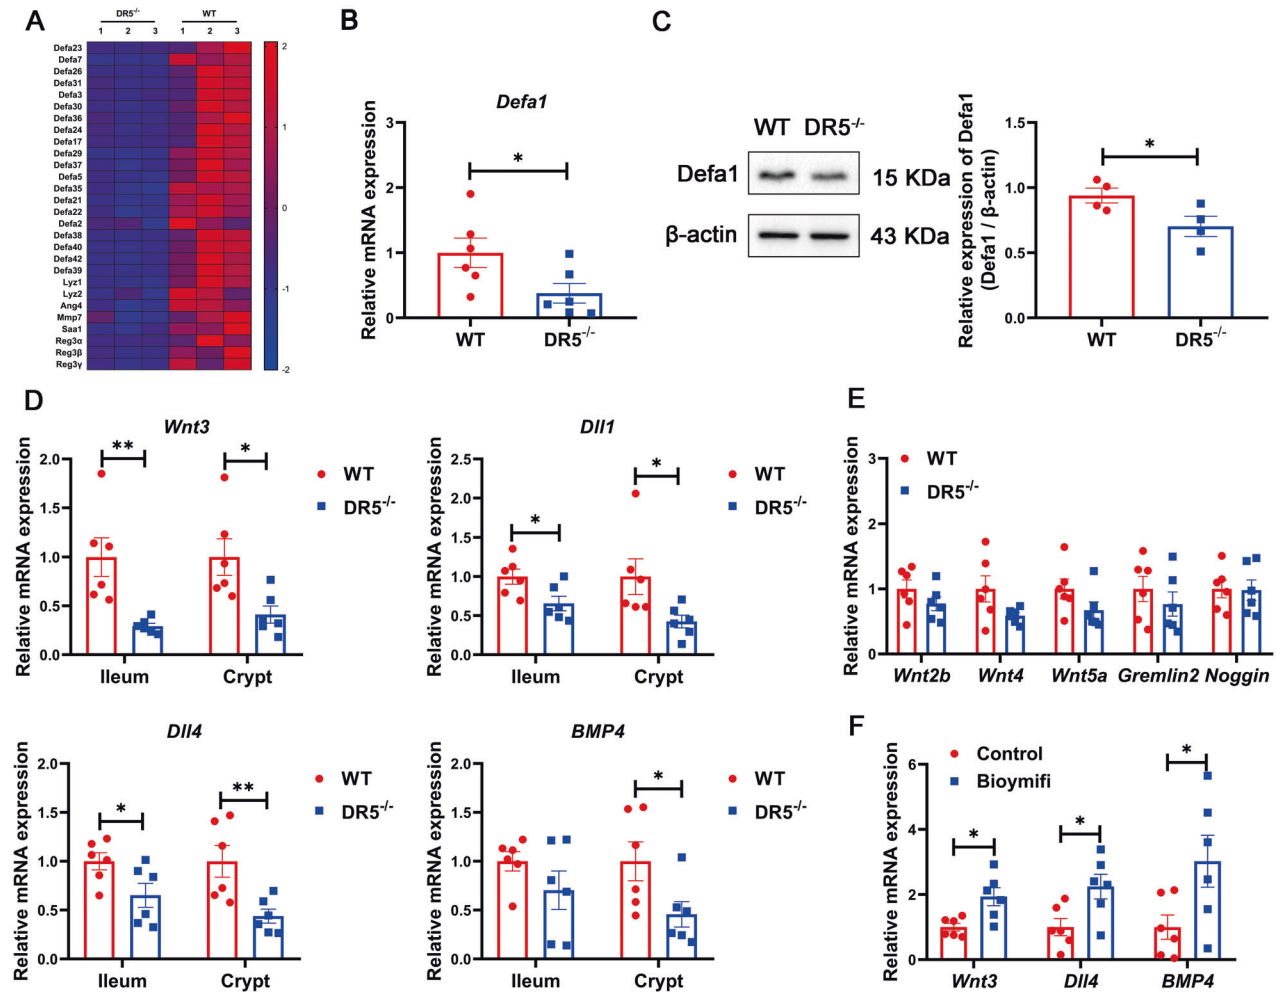 A
DR5-/- WT
1 2 3 1 2 3
Defa23
Defa7
Defa26
Defa31
Defa3
Defa30
Defa36
Defa24
Defa17
Defa29
Defa37
Defa5
Defa35
Defa21
Defa22
Defa2
Defa38
Defa40
Defa42
Defa39
Lyz1
Lyz2
Ang4
Mmp7
Saa1
Reg3α
Reg3β
Reg3γ
2
1
0
-1
-2
B
Defa1
Relative mRNA expression
3
2
1
0
*
WT DR5-/-
C
WT DR5-/-
Defa1 15 KDa
β-actin 43 KDa
Relative expression of Defa1
(Defa1 / β-actin)
1.5
1.0
0.5
0.0
*
WT DR5-/-
D
Wnt3
Relative mRNA expression
2.0
1.5
1.0
0.5
0.0
** *
WT
DR5-/-
Ileum Crypt
Dll1
Relative mRNA expression
2.5
2.0
1.5
1.0
0.5
0.0
* *
WT
DR5-/-
Ileum Crypt
Dll4
Relative mRNA expression
2.0
1.5
1.0
0.5
0.0
* **
WT
DR5-/-
Ileum Crypt
BMP4
Relative mRNA expression
2.0
1.5
1.0
0.5
0.0
*
WT
DR5-/-
Ileum Crypt
E
Relative mRNA expression
3
2
1
0
WT
DR5-/-
Wnt2b Wnt4 Wnt5a Gremlin2 Noggin
F
Relative mRNA expression
6
4
2
0
Control
Bioymifi
* * *
Wnt3 Dll4 BMP4